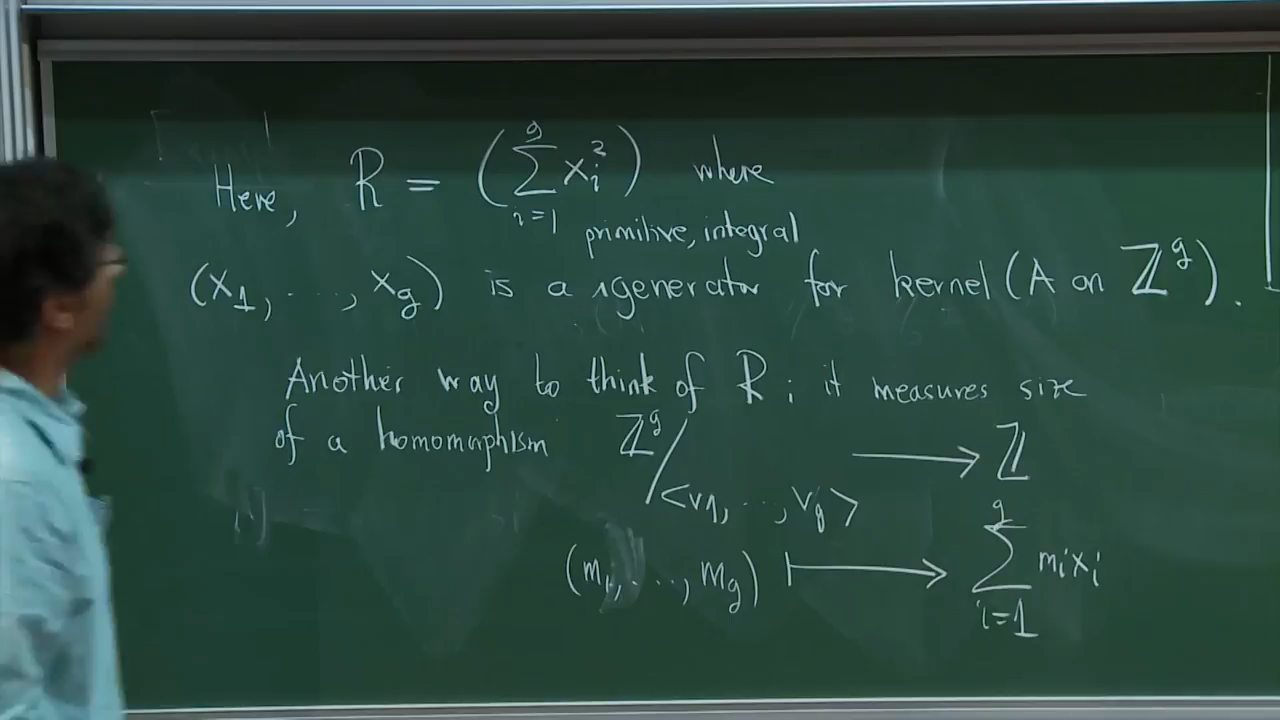 Here, R = (∑_{i=1}^{g} x_i^2) where
primitive, integral
(x_1, ..., x_g) is a generator for kernel (A on ℤ^g).
Another way to think of R; it measures size
of a homomorphism ℤ^g/<v_1, ..., v_g> ⟶ ℤ
(m_1, ..., m_g) ⟼ ∑_{i=1}^{g} m_i x_i